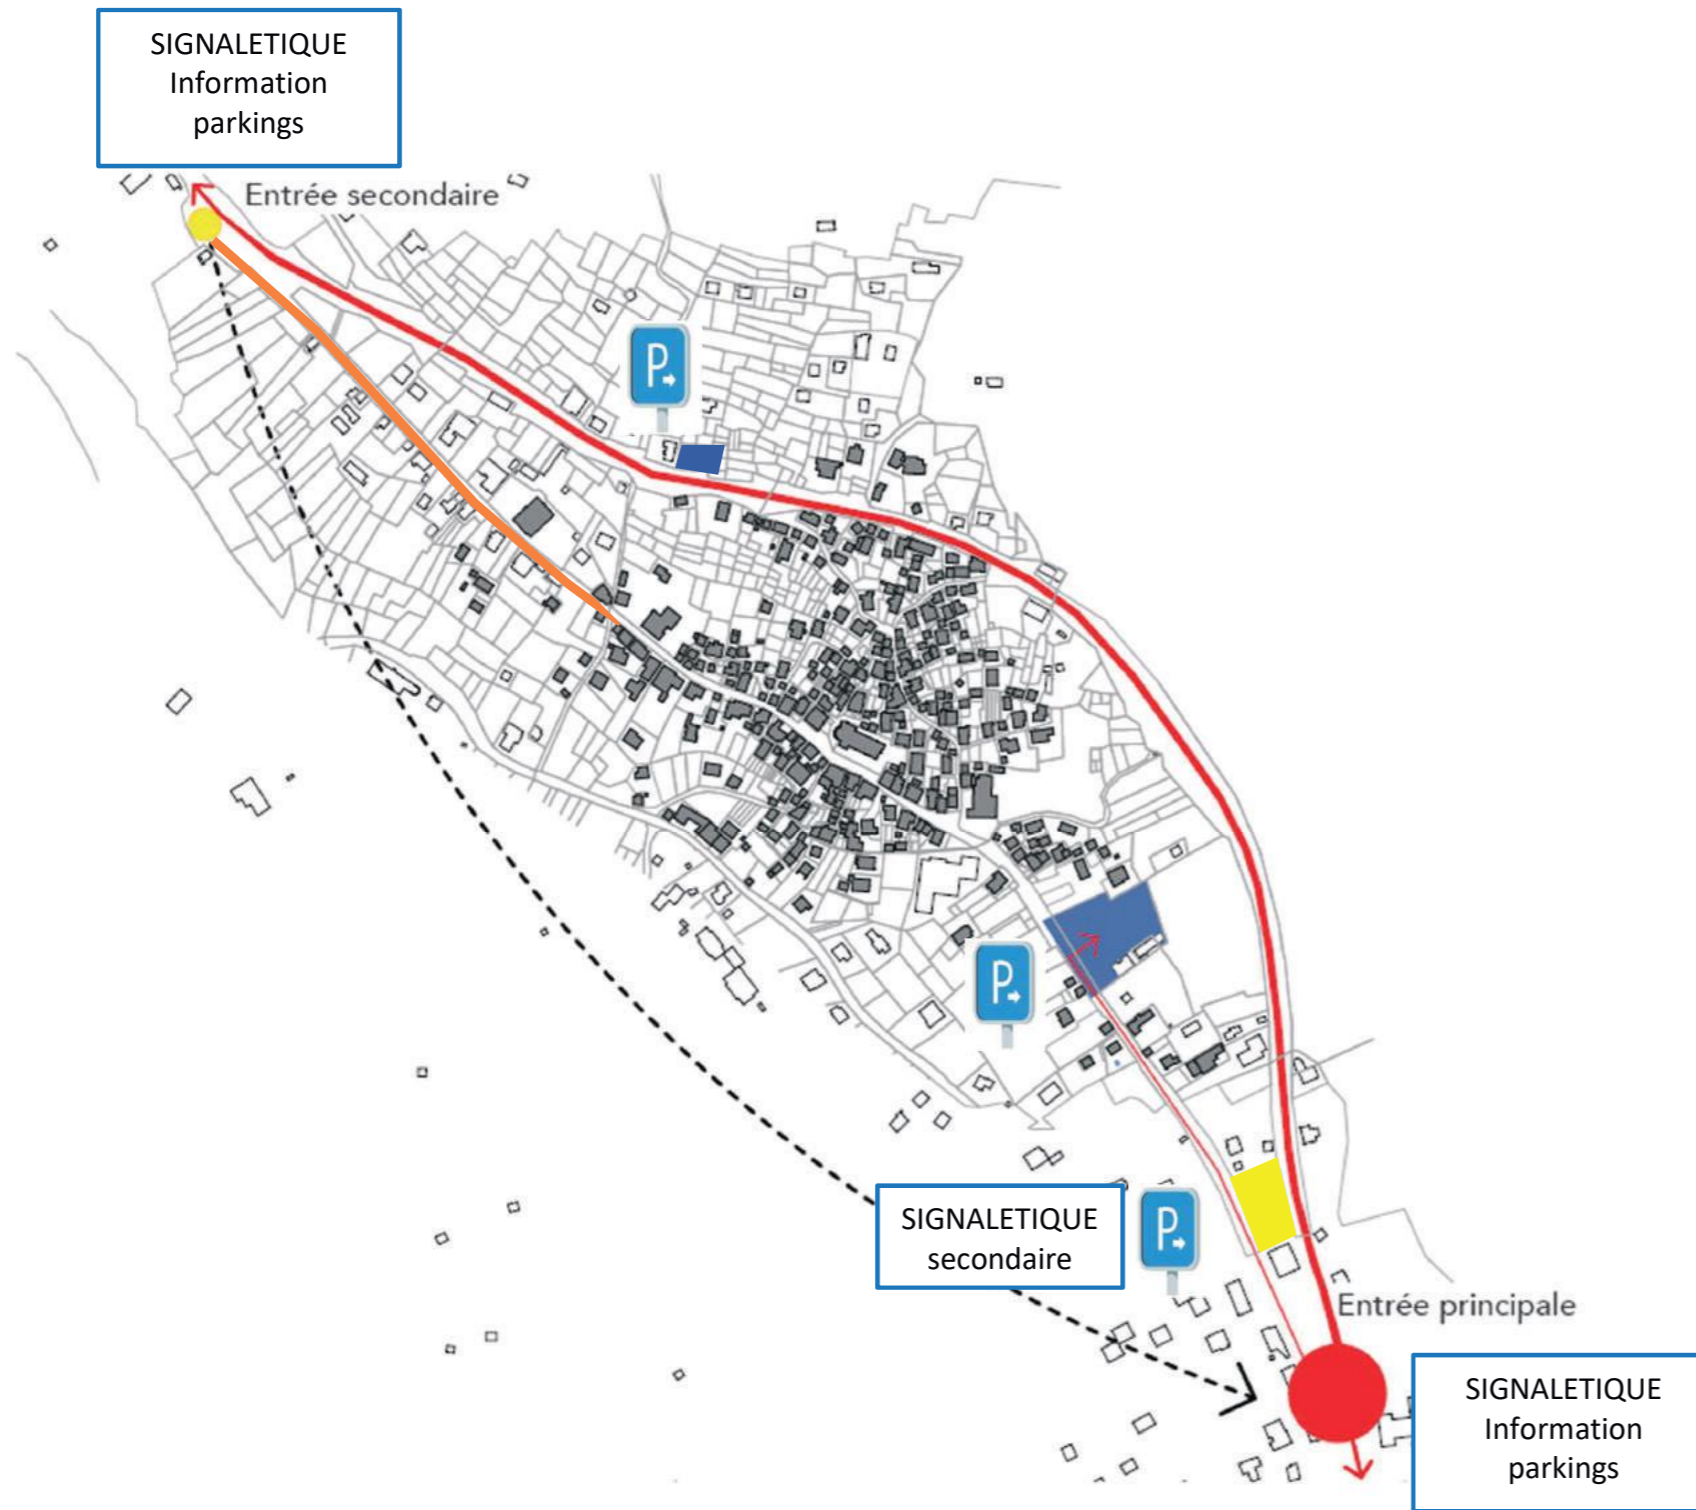 SIGNALETIQUE
Information
parkings
Entrée secondaire
P
P
SIGNALETIQUE
secondaire
P
Entrée principale
SIGNALETIQUE
Information
parkings